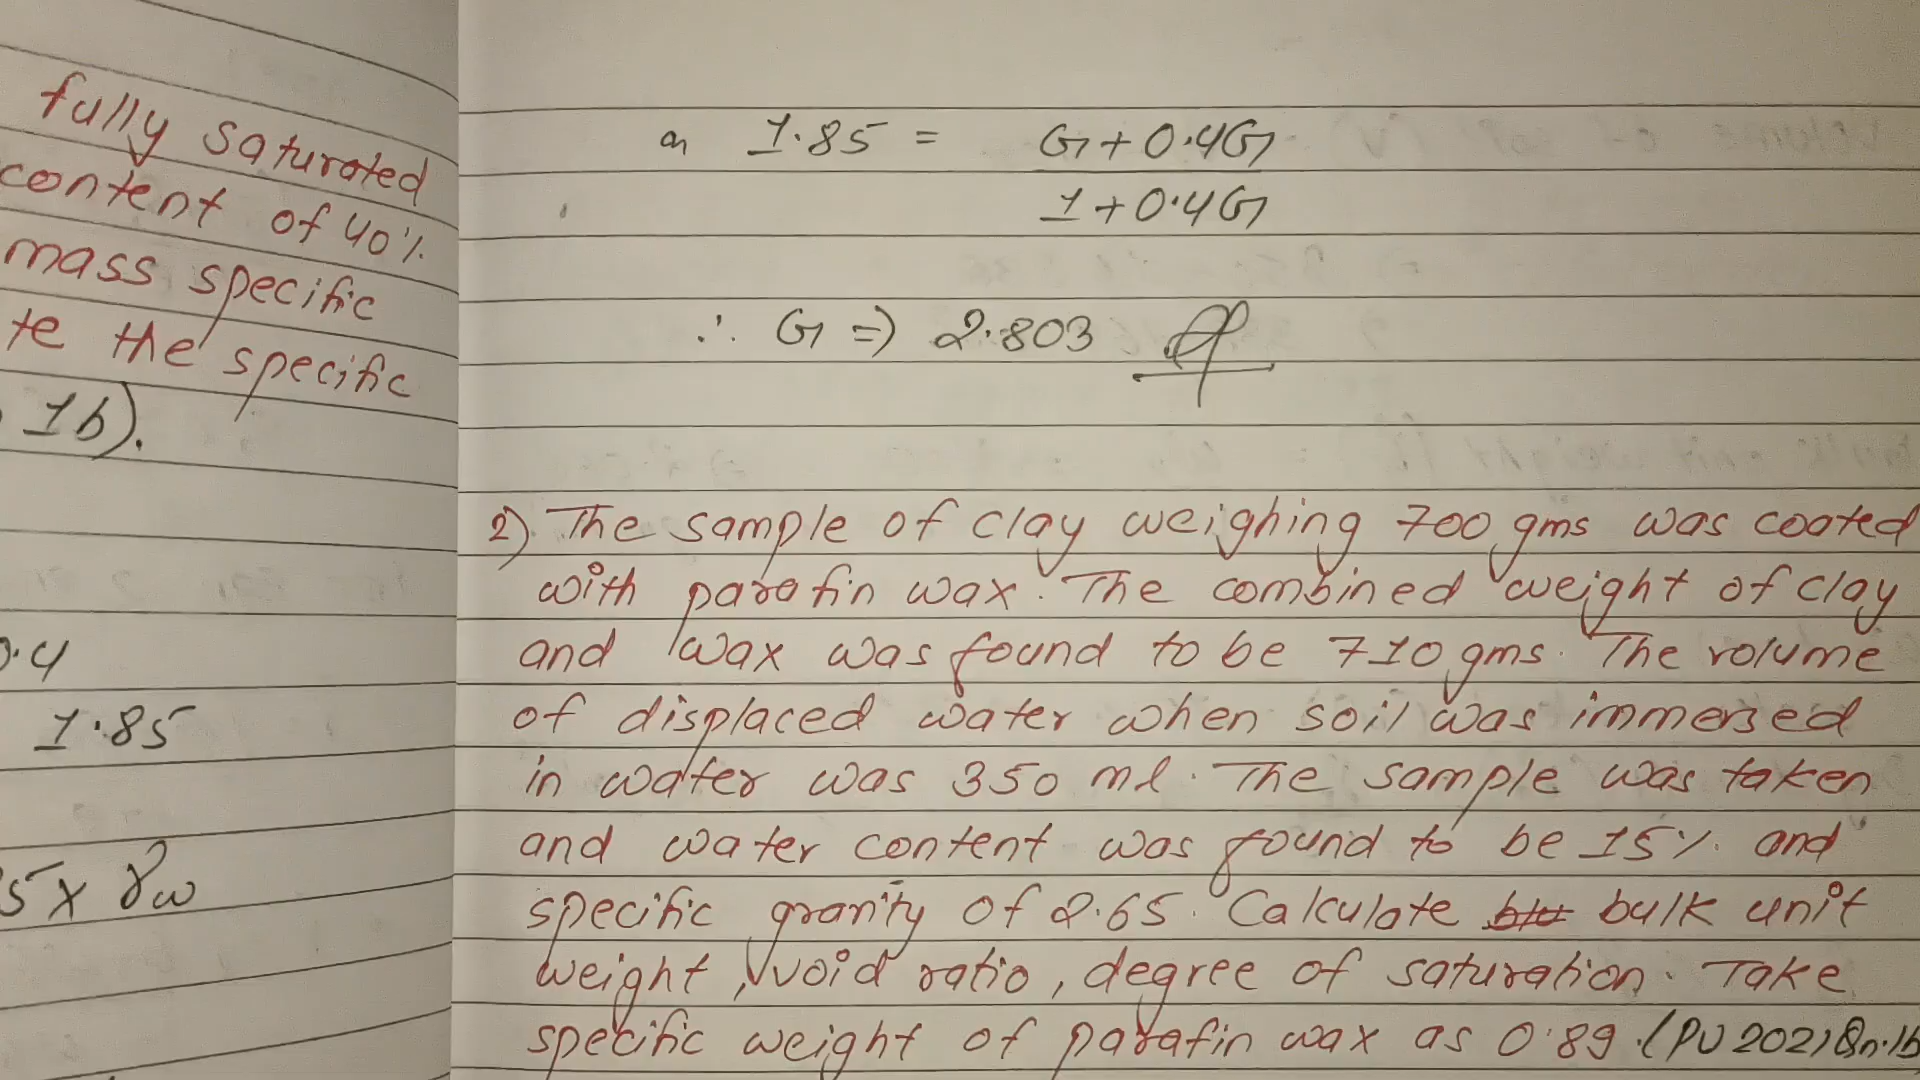 fully saturated
content of 40%.
mass specific
te the specific
1b).
0.4
1.85
5 x γw
or 1.85 = G+0.4G
1+0.4G
∴ G => 2.803
2) The sample of clay weighing 700 gms was coated
with parafin wax. The combined weight of clay
and wax was found to be 710 gms. The volume
of displaced water when soil was immersed
in water was 350 ml. The sample was taken
and water content was found to be 15%. and
specific gravity of 2.65. Calculate bulk unit
weight, void ratio, degree of saturation. Take
specific weight of parafin wax as 0.89. (PU 2021 Qn.1b